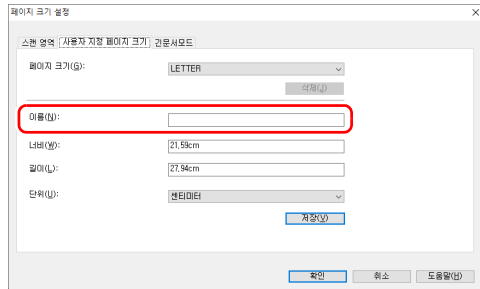 페이지 크기 설정
스캔 영역 사용자 지정 페이지 크기 긴문서모드
페이지 크기(G): LETTER
삭제(J)
이름(N):
너비(W): 21,59cm
길이(L): 27,94cm
단위(U): 센티미터
저장(V)
확인 취소 도움말(H)